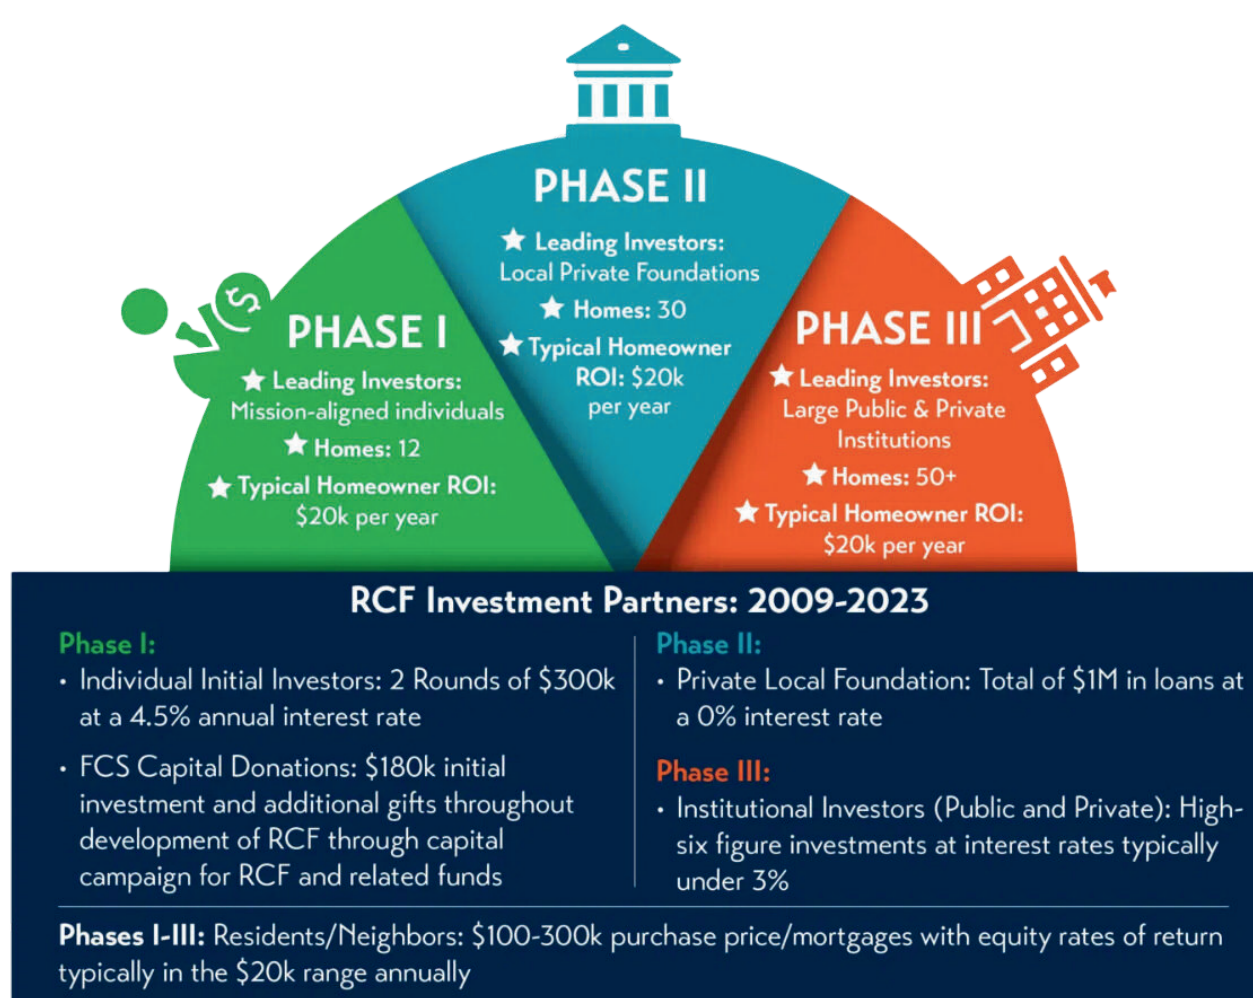 PHASE II
Leading Investors:
Local Private Foundations
Homes: 30
Typical Homeowner
ROI: $20k
per year
PHASE I
Leading Investors:
Mission-aligned individuals
Homes: 12
Typical Homeowner ROI:
$20k per year
PHASE III
Leading Investors:
Large Public & Private
Institutions
Homes: 50+
Typical Homeowner ROI:
$20k per year
$
RCF Investment Partners: 2009-2023
Phase I:
• Individual Initial Investors: 2 Rounds of $300k
at a 4.5% annual interest rate
• FCS Capital Donations: $180k initial
investment and additional gifts throughout
development of RCF through capital
campaign for RCF and related funds
Phase II:
• Private Local Foundation: Total of $1M in loans at
a 0% interest rate
Phase III:
• Institutional Investors (Public and Private): High-
six figure investments at interest rates typically
under 3%
Phases I-III: Residents/Neighbors: $100-300k purchase price/mortgages with equity rates of return
typically in the $20k range annually